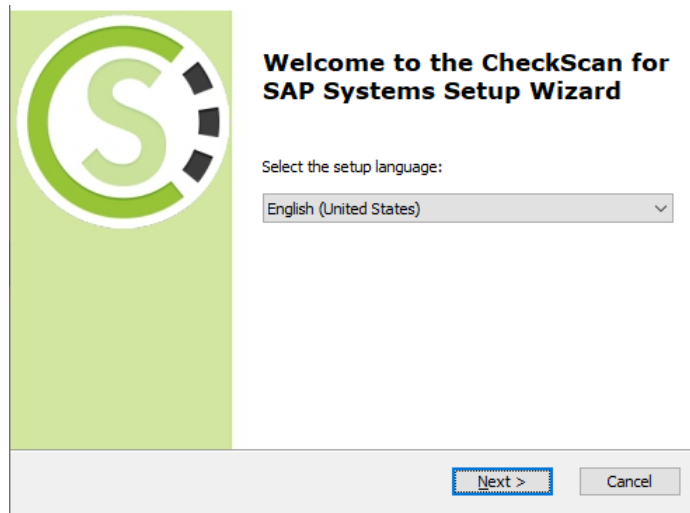 S
Welcome to the CheckScan for
SAP Systems Setup Wizard
Select the setup language:
English (United States)
Next >
Cancel